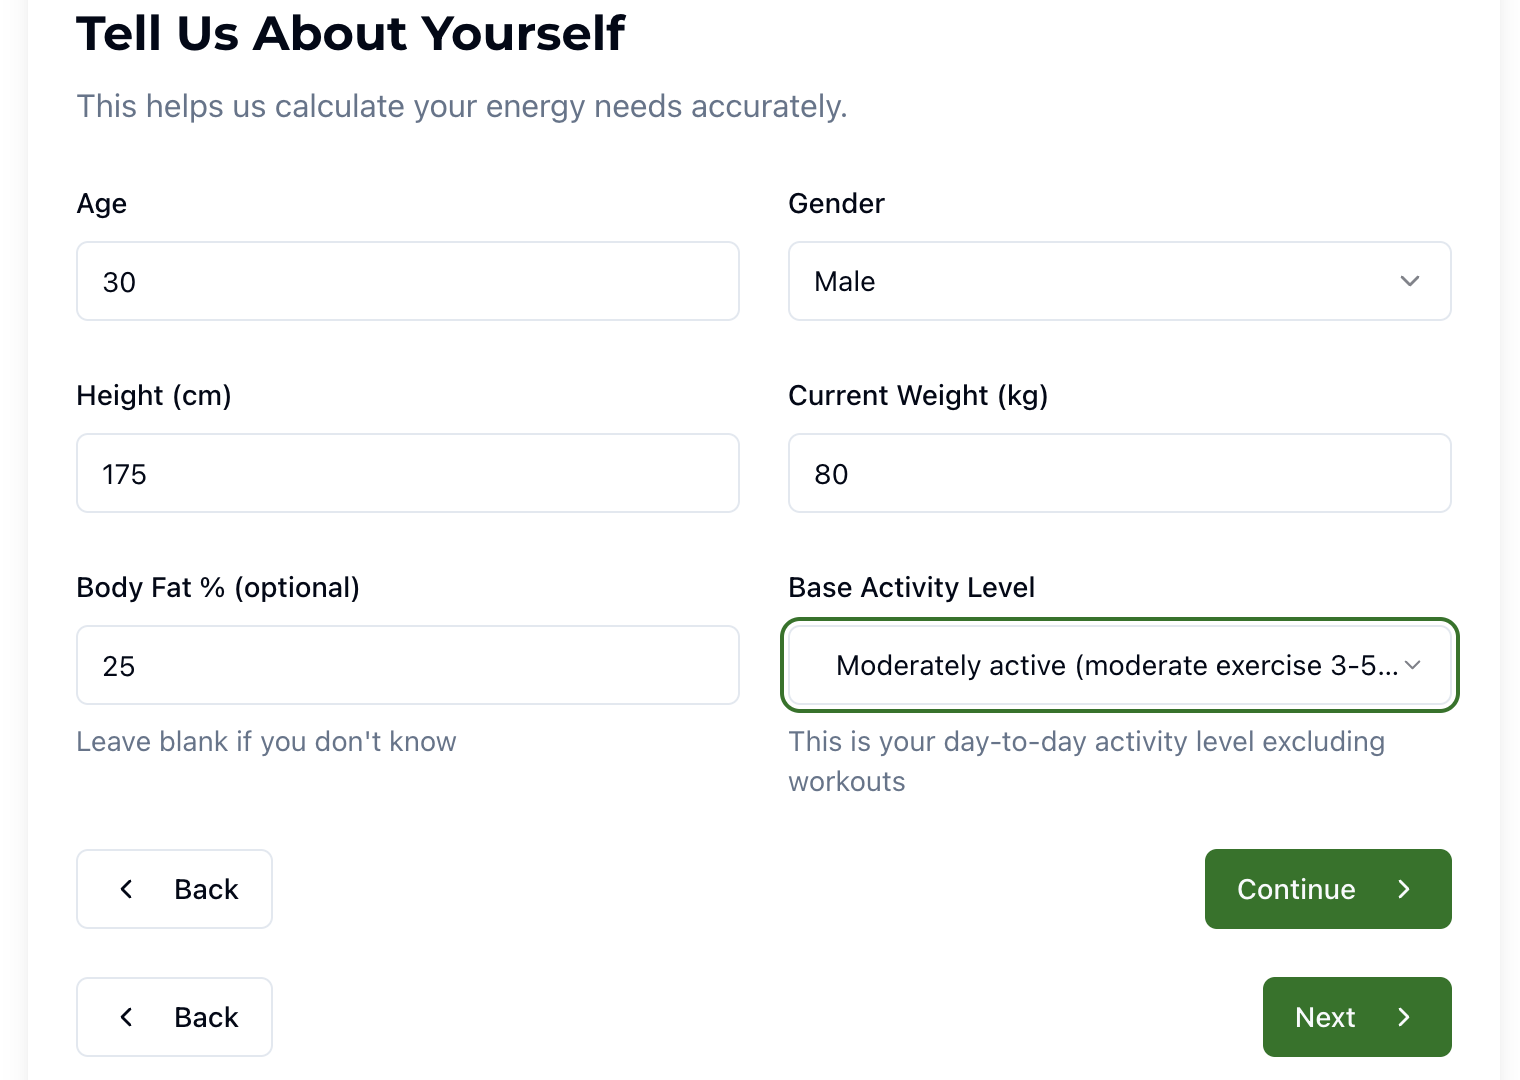 Tell Us About Yourself
This helps us calculate your energy needs accurately.
Age
Gender
30
Male
Height (cm)
Current Weight (kg)
175
80
Body Fat % (optional)
Base Activity Level
25
Moderately active (moderate exercise 3-5...
Leave blank if you don't know
This is your day-to-day activity level excluding
workouts
Back
Continue
Back
Next